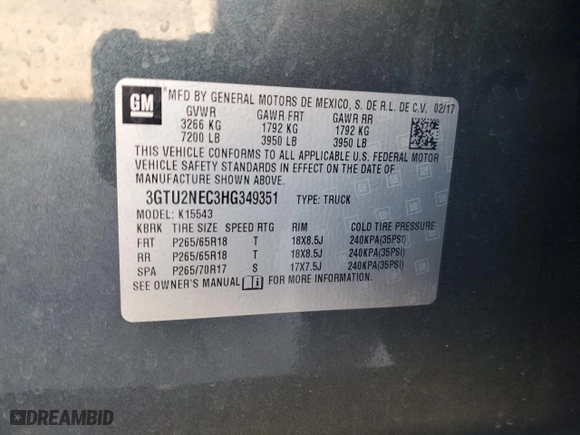 GM MFD BY GENERAL MOTORS DE MEXICO, S. DE R.L. DE C.V. 02/17
GVWR GAWR FRT GAWR RR
3266 KG 1792 KG 1792 KG
7200 LB 3950 LB 3950 LB
THIS VEHICLE CONFORMS TO ALL APPLICABLE U.S. FEDERAL MOTOR
VEHICLE SAFETY STANDARDS IN EFFECT ON THE DATE OF
MANUFACTURE SHOWN ABOVE.
3GTU2NEC3HG349351 TYPE: TRUCK
MODEL: K15543
KBRK TIRE SIZE SPEED RTG RIM COLD TIRE PRESSURE
FRT P265/65R18 T 18X8.5J 240KPA(35PSI)
RR P265/65R18 T 18X8.5J 240KPA(35PSI)
SPA P265/70R17 S 17X7.5J 240KPA(35PSI)
SEE OWNER'S MANUAL FOR MORE INFORMATION.
DREAMBID